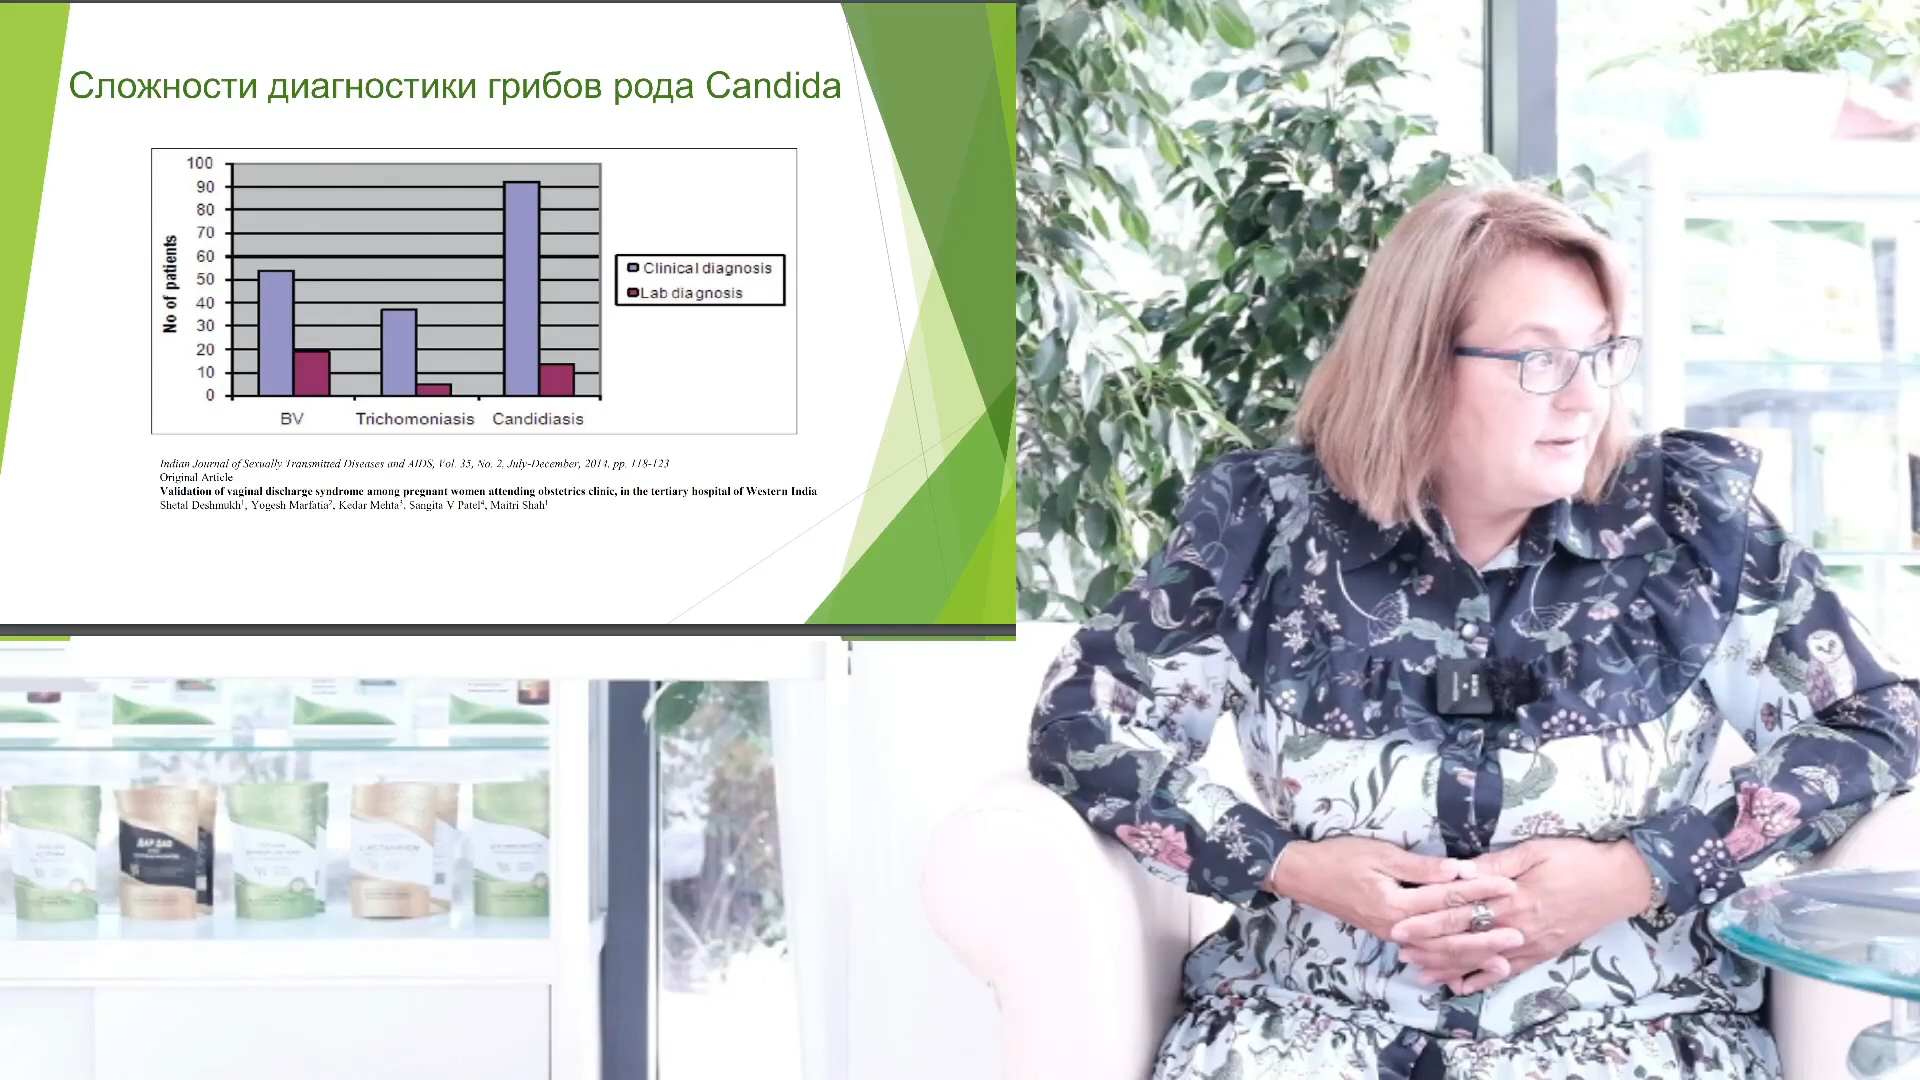 Сложности диагностики грибов рода Candida
100
90
80
70
60
50
40
30
20
10
0
No of patients
BV
Trichomoniasis
Candidiasis
Clinical diagnosis
Lab diagnosis
Indian Journal of Sexually Transmitted Diseases and AIDS, Vol. 35, No. 2, July-December, 2014, pp. 118-123
Original Article
Validation of vaginal discharge syndrome among pregnant women attending obstetrics clinic, in the tertiary hospital of Western India
Shetal Deshmukh¹, Yogesh Marfatia², Kedar Mehta³, Sangita V Patel⁴, Maitri Shah¹
ДАР ДАО